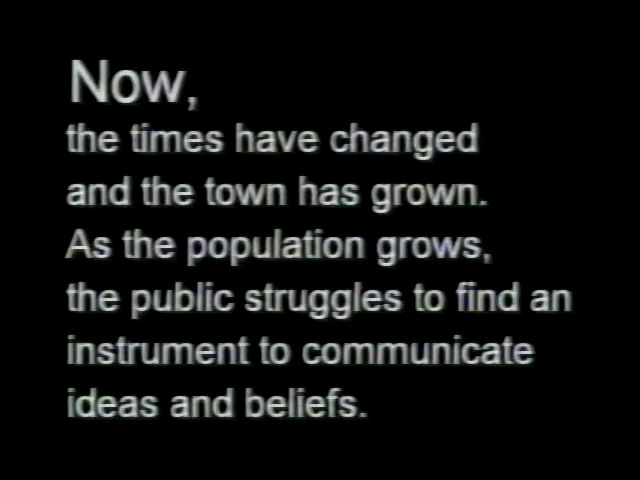 Now,
the times have changed
and the town has grown.
As the population grows,
the public struggles to find an
instrument to communicate
ideas and beliefs.